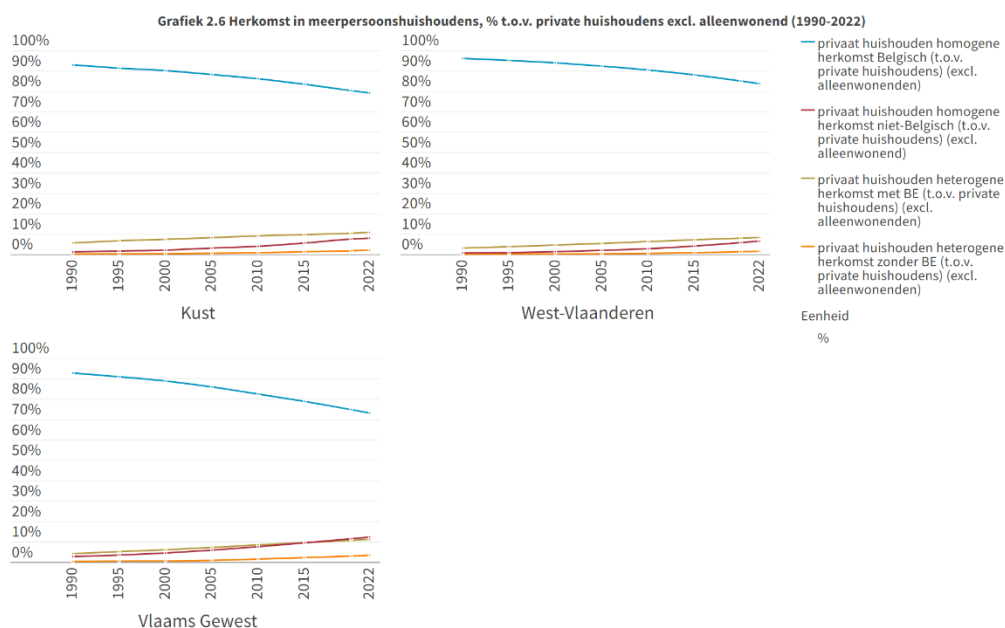 Grafiek 2.6 Herkomst in meerpersoonshuishoudens, % t.o.v. private huishoudens excl. alleenwonend (1990-2022)
100%
90%
80%
70%
60%
50%
40%
30%
20%
10%
0%
1990
1995
2000
2005
2010
2015
2022
Kust
100%
90%
80%
70%
60%
50%
40%
30%
20%
10%
0%
1990
1995
2000
2005
2010
2015
2022
West-Vlaanderen
privaat huishouden homogene
herkomst Belgisch (t.o.v.
private huishoudens) (excl.
alleenwonenden)
privaat huishouden homogene
herkomst niet-Belgisch (t.o.v.
private huishoudens) (excl.
alleenwonend)
privaat huishouden heterogene
herkomst met BE (t.o.v. private
huishoudens) (excl.
alleenwonenden)
privaat huishouden heterogene
herkomst zonder BE (t.o.v.
private huishoudens) (excl.
alleenwonenden)
Eenheid
%
100%
90%
80%
70%
60%
50%
40%
30%
20%
10%
0%
1990
1995
2000
2005
2010
2015
2022
Vlaams Gewest